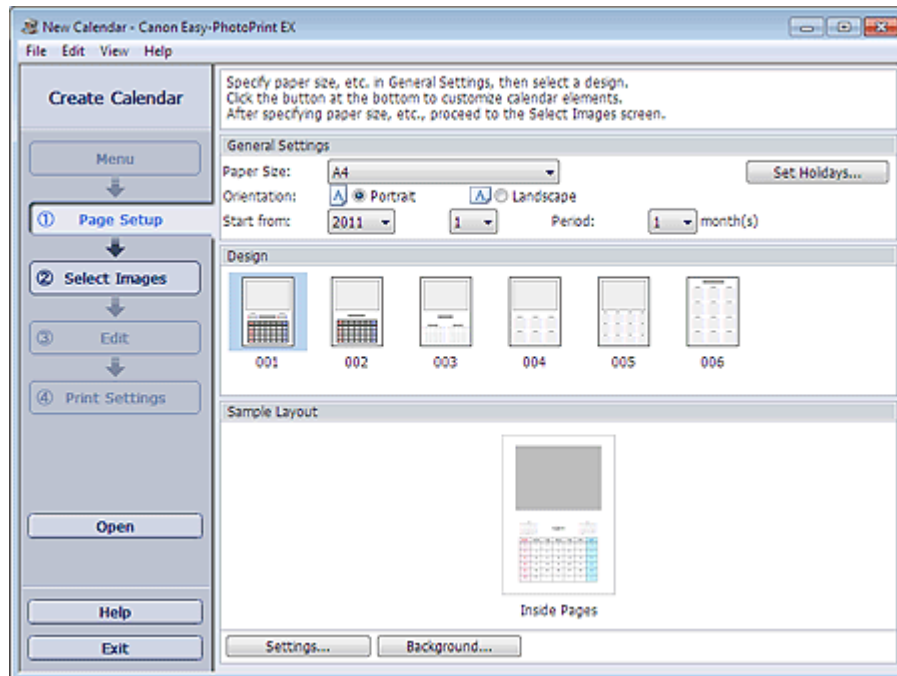 New Calendar - Canon Easy-PhotoPrint EX
File Edit View Help
Create Calendar
Menu
① Page Setup
② Select Images
③ Edit
④ Print Settings
Open
Help
Exit
Specify paper size, etc. in General Settings, then select a design.
Click the button at the bottom to customize calendar elements.
After specifying paper size, etc., proceed to the Select Images screen.
General Settings
Paper Size: A4 Set Holidays...
Orientation: A Portrait A Landscape
Start from: 2011 1 Period: 1 month(s)
Design
001 002 003 004 005 006
Sample Layout
Inside Pages
Settings... Background...